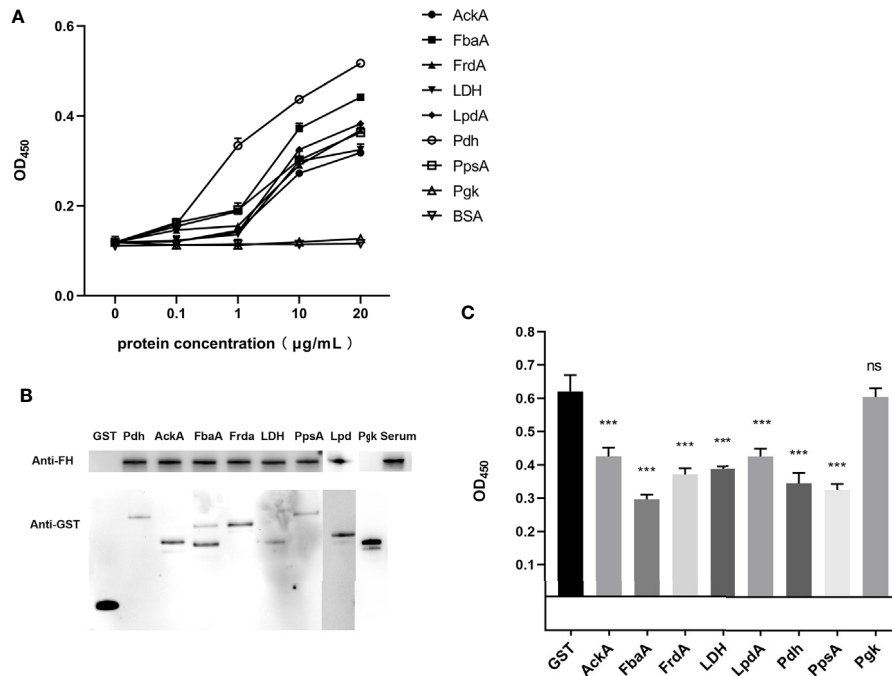 A
0.6
0.4
0.2
0.0
OD450
0 0.1 1 10 20
protein concentration ( μg/mL )
AckA
FbaA
FrdA
LDH
LpdA
Pdh
PpsA
Pgk
BSA
B
GST Pdh AckA FbaA Frda LDH PpsA Lpd Pgk Serum
Anti-FH
Anti-GST
C
0.8
0.7
0.6
0.5
0.4
0.3
0.2
0.1
OD450
*** *** *** *** *** *** *** ns
GST AckA FbaA FrdA LDH LpdA Pdh PpsA Pgk